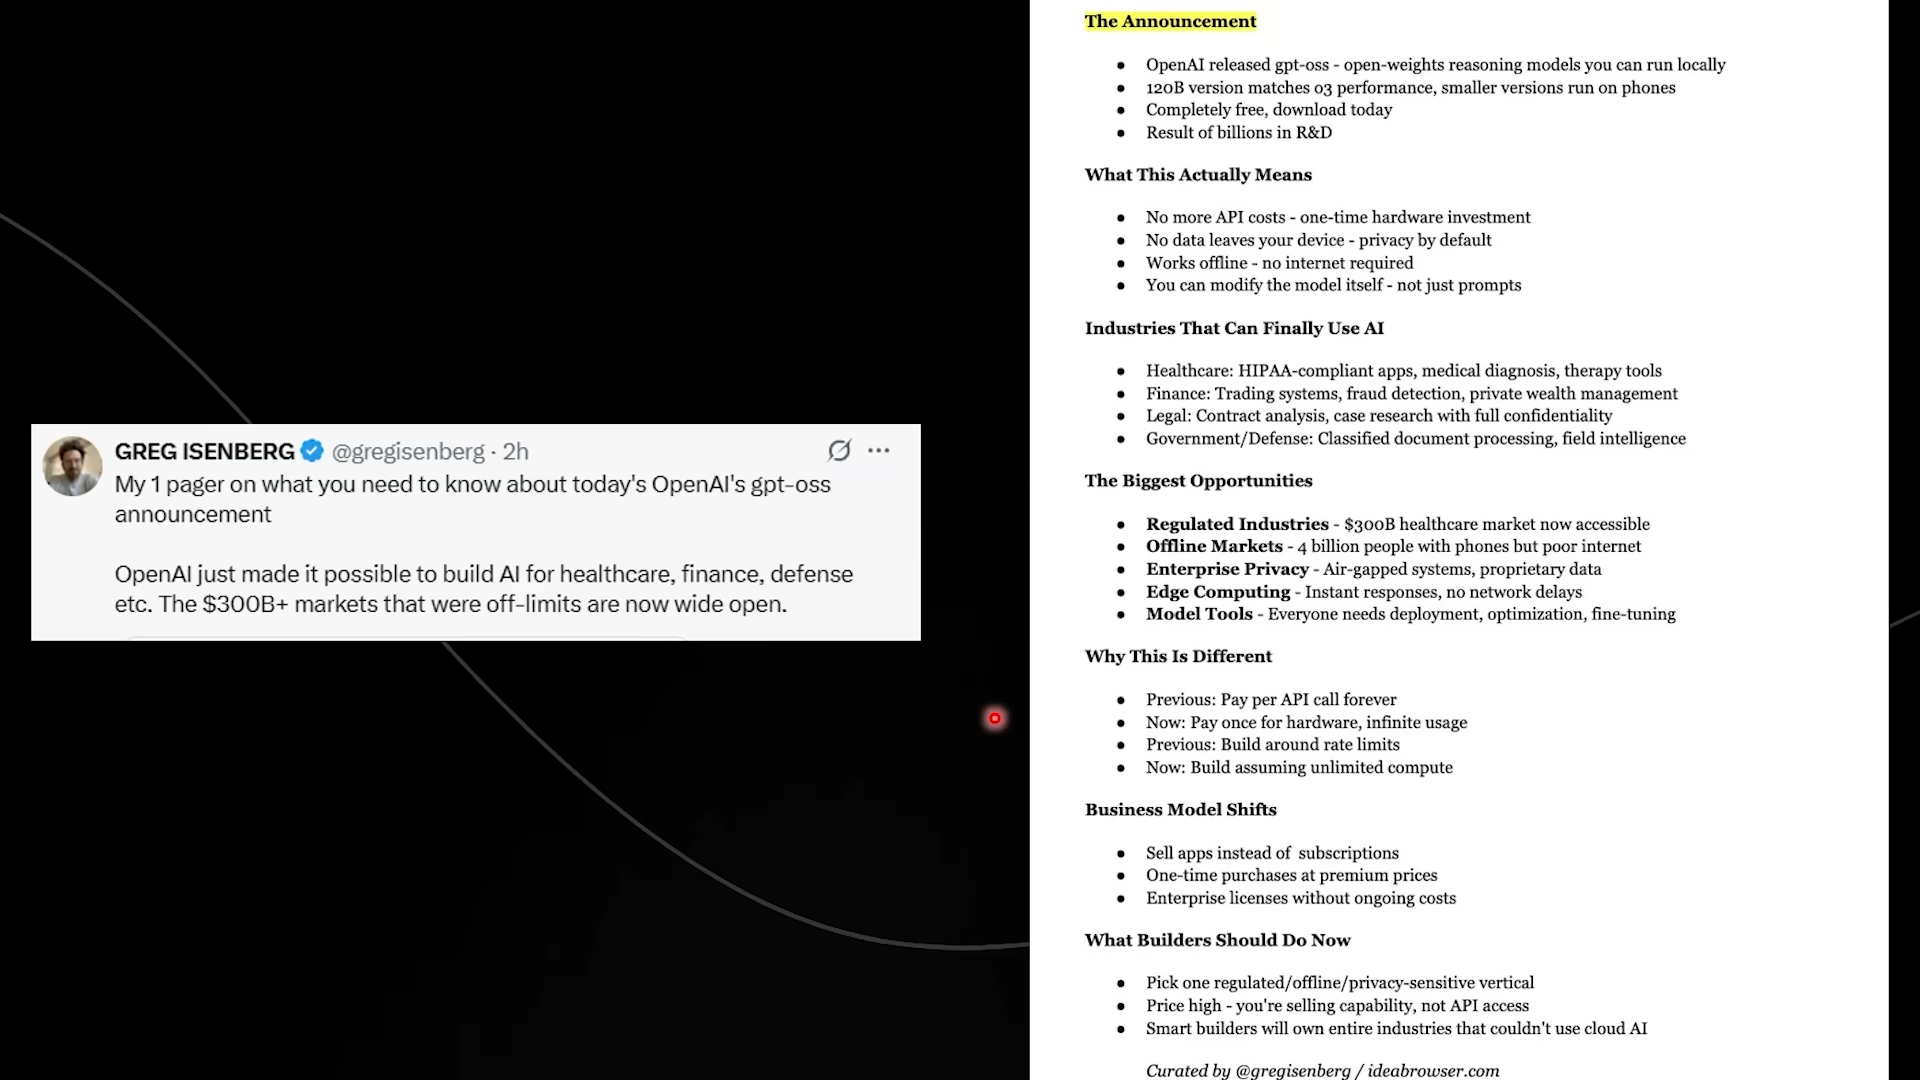 GREG ISENBERG @gregisenberg · 2h
My 1 pager on what you need to know about today's OpenAI's gpt-oss
announcement
OpenAI just made it possible to build AI for healthcare, finance, defense
etc. The $300B+ markets that were off-limits are now wide open.
The Announcement
● OpenAI released gpt-oss - open-weights reasoning models you can run locally
● 120B version matches o3 performance, smaller versions run on phones
● Completely free, download today
● Result of billions in R&D
What This Actually Means
● No more API costs - one-time hardware investment
● No data leaves your device - privacy by default
● Works offline - no internet required
● You can modify the model itself - not just prompts
Industries That Can Finally Use AI
● Healthcare: HIPAA-compliant apps, medical diagnosis, therapy tools
● Finance: Trading systems, fraud detection, private wealth management
● Legal: Contract analysis, case research with full confidentiality
● Government/Defense: Classified document processing, field intelligence
The Biggest Opportunities
● Regulated Industries - $300B healthcare market now accessible
● Offline Markets - 4 billion people with phones but poor internet
● Enterprise Privacy - Air-gapped systems, proprietary data
● Edge Computing - Instant responses, no network delays
● Model Tools - Everyone needs deployment, optimization, fine-tuning
Why This Is Different
● Previous: Pay per API call forever
● Now: Pay once for hardware, infinite usage
● Previous: Build around rate limits
● Now: Build assuming unlimited compute
Business Model Shifts
● Sell apps instead of subscriptions
● One-time purchases at premium prices
● Enterprise licenses without ongoing costs
What Builders Should Do Now
● Pick one regulated/offline/privacy-sensitive vertical
● Price high - you're selling capability, not API access
● Smart builders will own entire industries that couldn't use cloud AI
Curated by @gregisenberg / ideabrowser.com